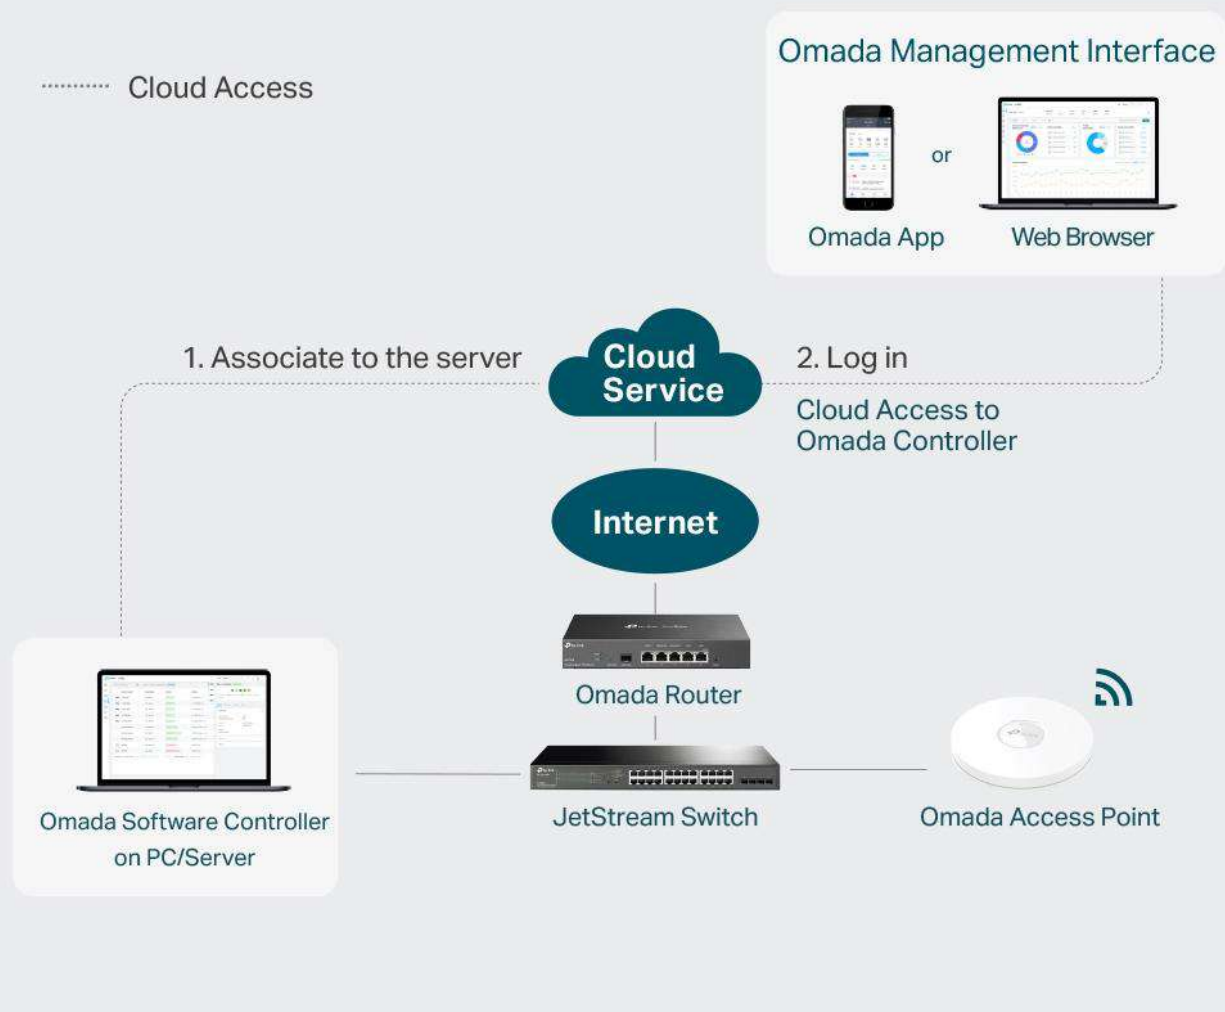 Cloud Access
Omada Management Interface
or
Omada App
Web Browser
1. Associate to the server
Cloud
Service
2. Log in
Cloud Access to
Omada Controller
Internet
Omada Router
JetStream Switch
Omada Access Point
Omada Software Controller
on PC/Server